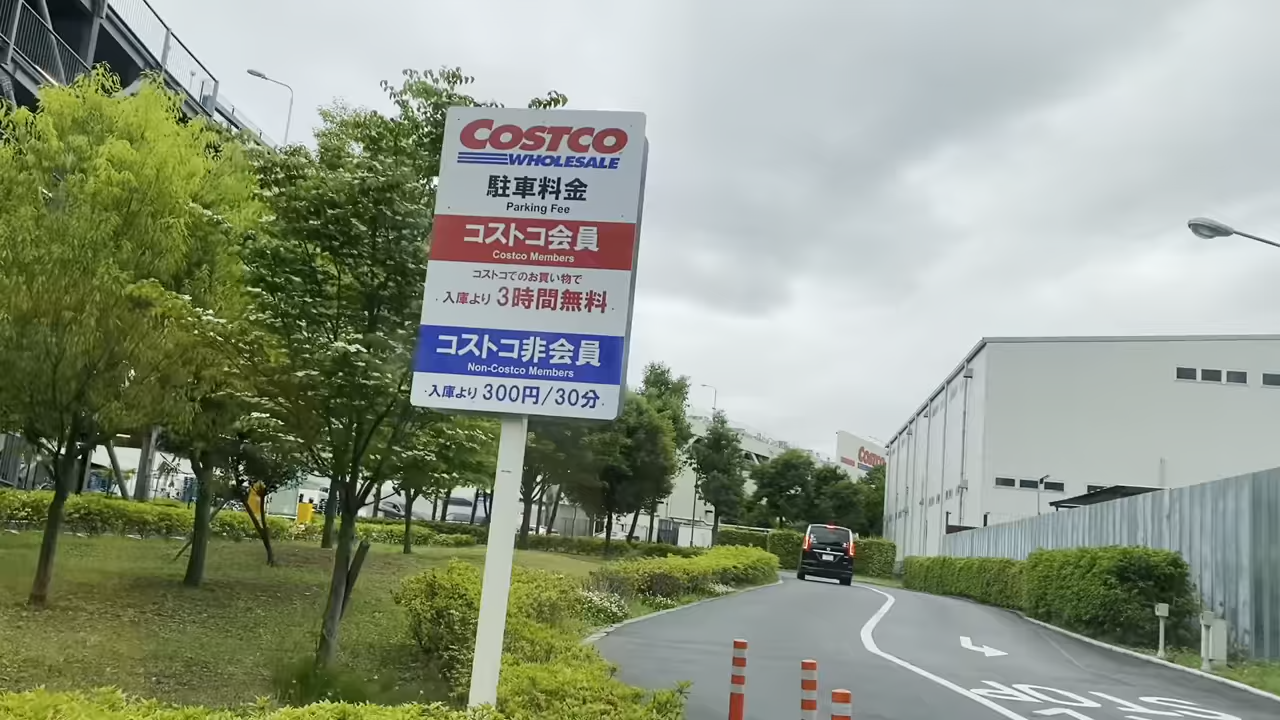 COSTCO
WHOLESALE
駐車料金
Parking Fee
コストコ会員
Costco Members
コストコでのお買い物で
入庫より 3時間無料
コストコ非会員
Non-Costco Members
入庫より 300円/30分
COSTCO
STOP